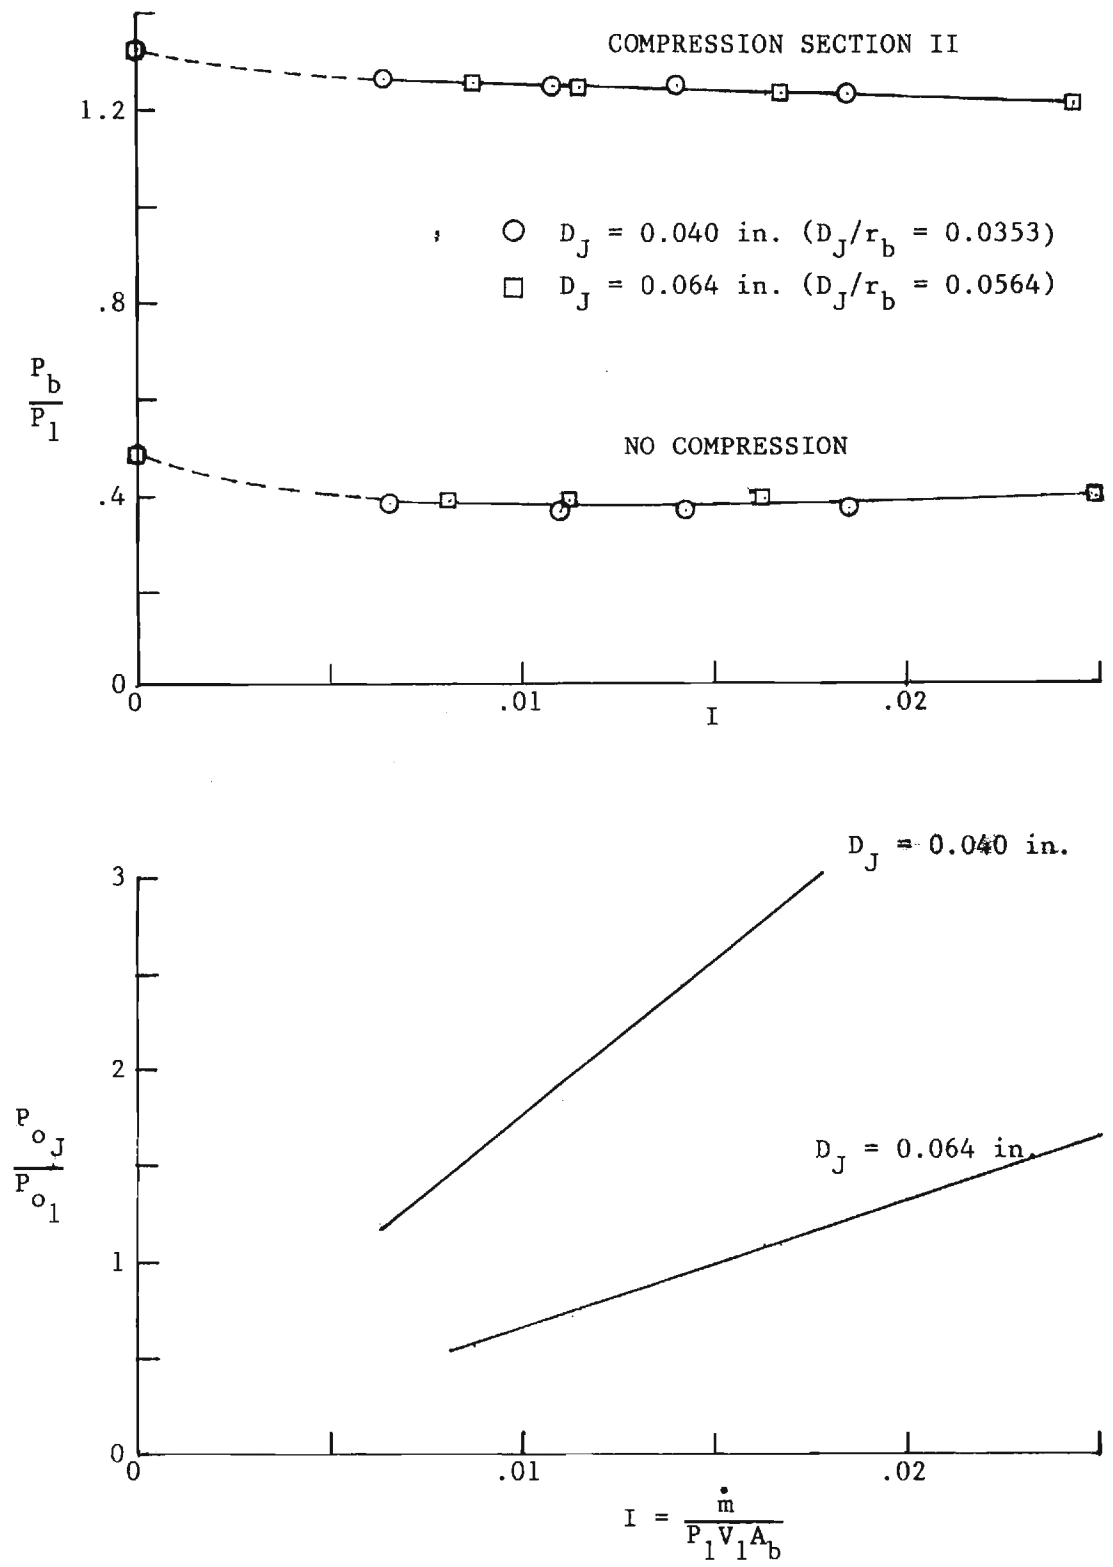 COMPRESSION SECTION II
1.2
D_J = 0.040 in. (D_J/r_b = 0.0353)
D_J = 0.064 in. (D_J/r_b = 0.0564)
.8
P_b
P_1
NO COMPRESSION
.4
0
0 .01 .02
I
D_J = 0.040 in.
3
2
P_o_J
P_o_1
D_J = 0.064 in.
1
0
0 .01 .02
I = ṁ
P_1 V_1 A_b